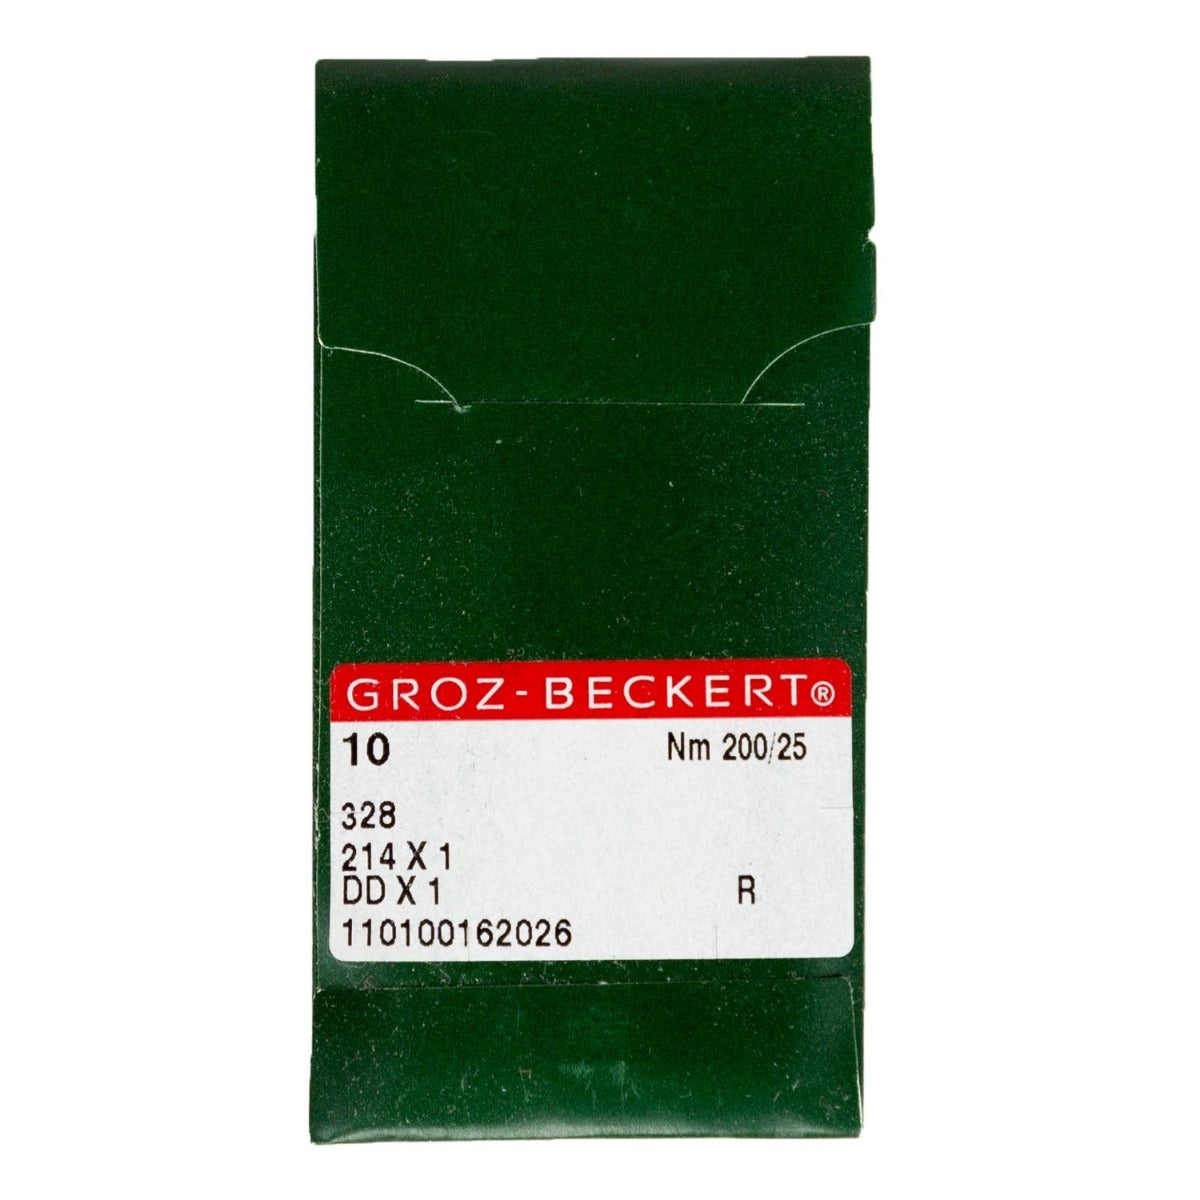 GROZ-BECKERT®
10 Nm 200/25
328
214 X 1
DD X 1 R
110100162026